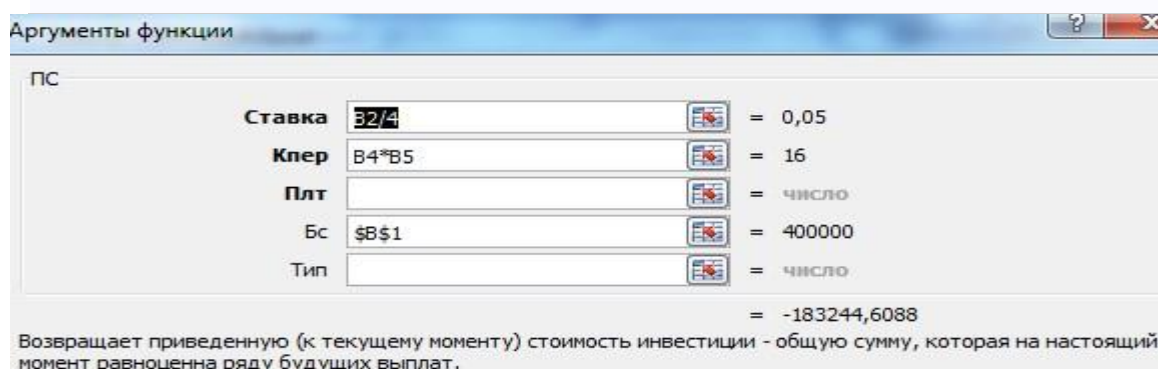 Аргументы функции ? X
ПС
Ставка B2/4 = 0,05
Кпер B4*B5 = 16
Плт = число
Бс $B$1 = 400000
Тип = число
= -183244,6088
Возвращает приведенную (к текущему моменту) стоимость инвестиции - общую сумму, которая на настоящий
момент равноценна ряду будущих выплат.